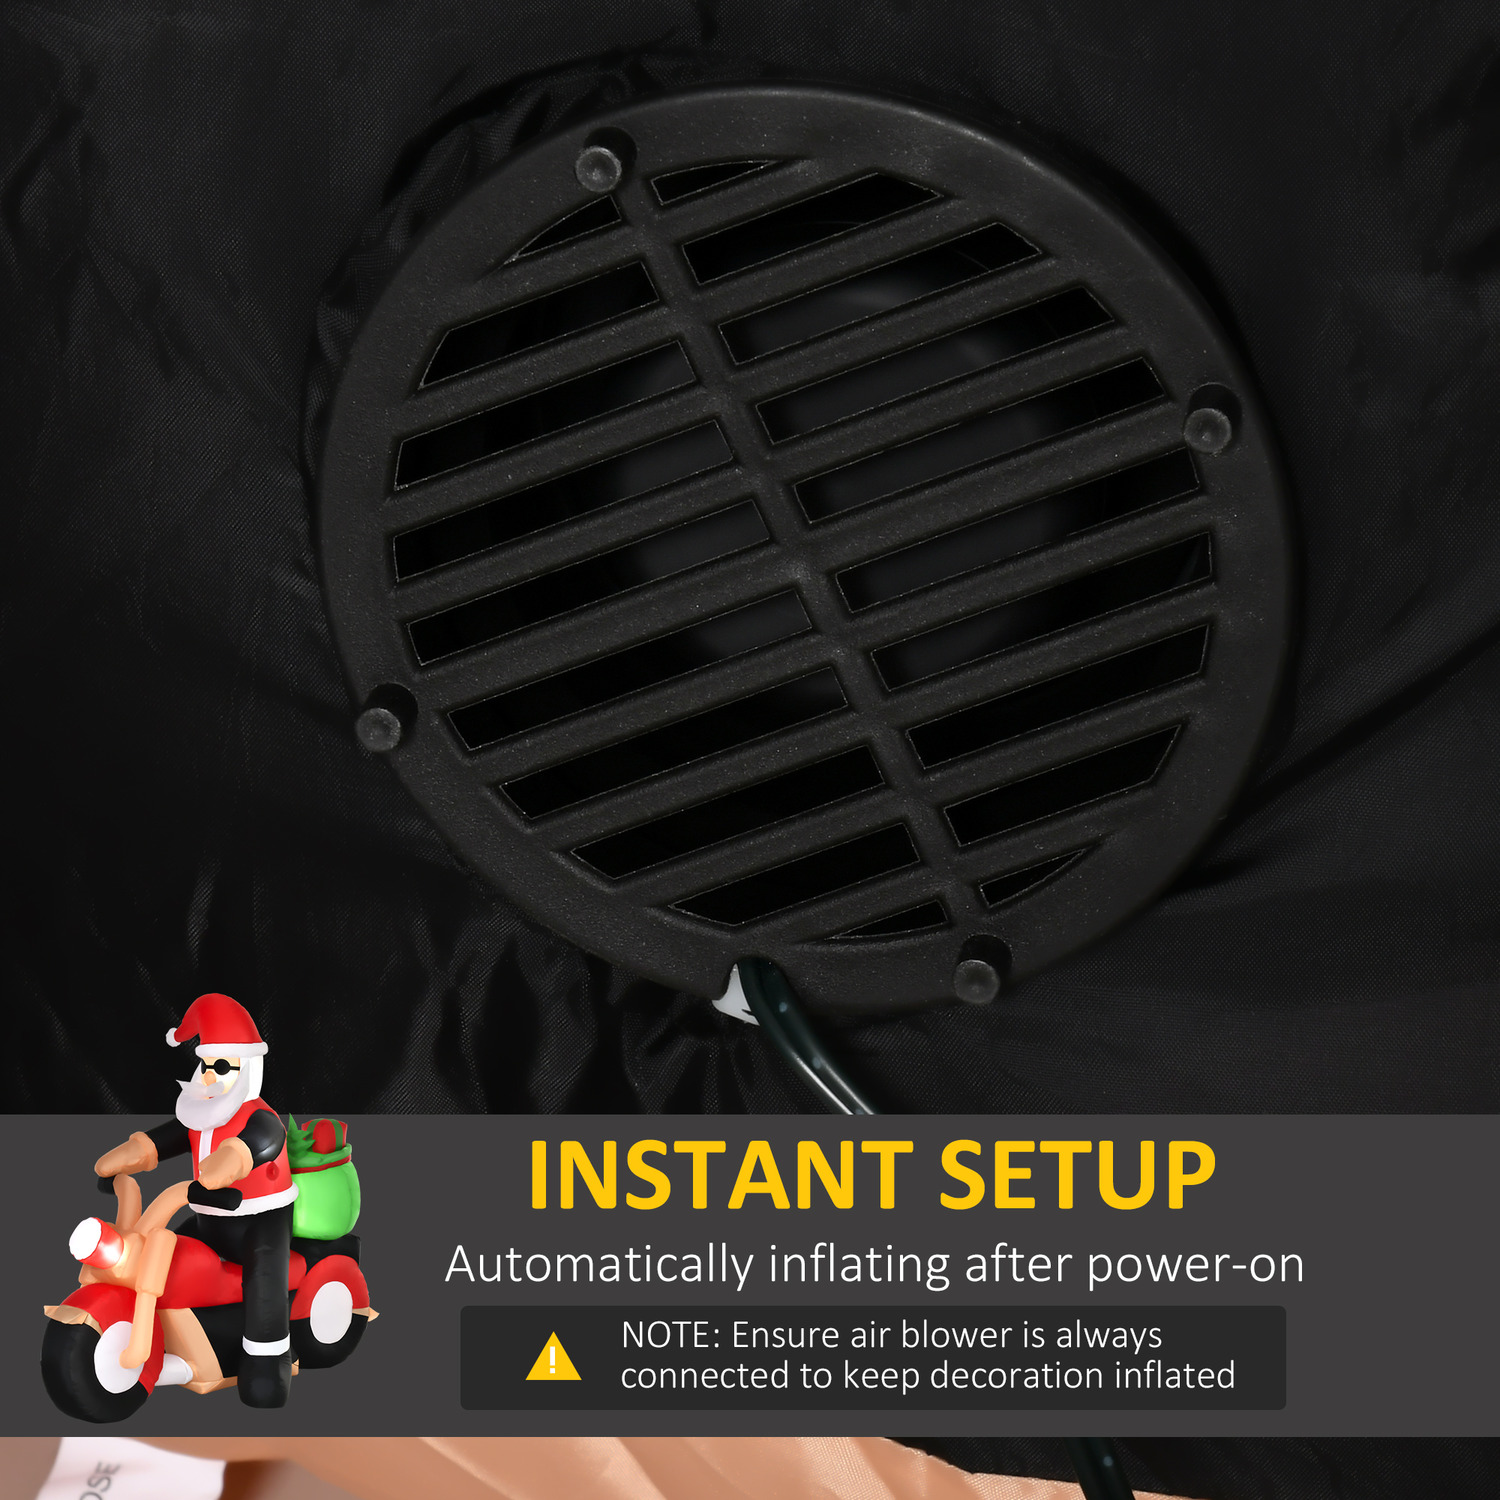 INSTANT SETUP
Automatically inflating after power-on
NOTE: Ensure air blower is always
connected to keep decoration inflated